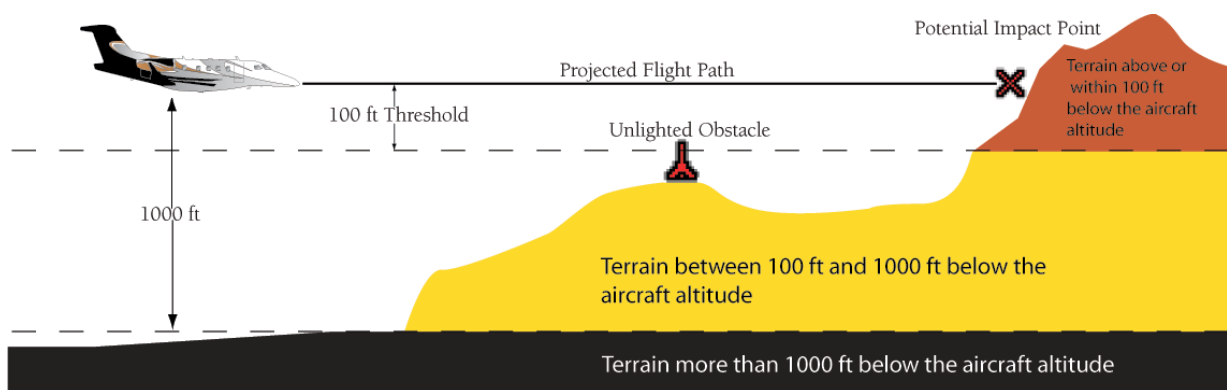 Potential Impact Point
Projected Flight Path
Terrain above or
within 100 ft
below the aircraft
altitude
100 ft Threshold
Unlighted Obstacle
1000 ft
Terrain between 100 ft and 1000 ft below the
aircraft altitude
Terrain more than 1000 ft below the aircraft altitude